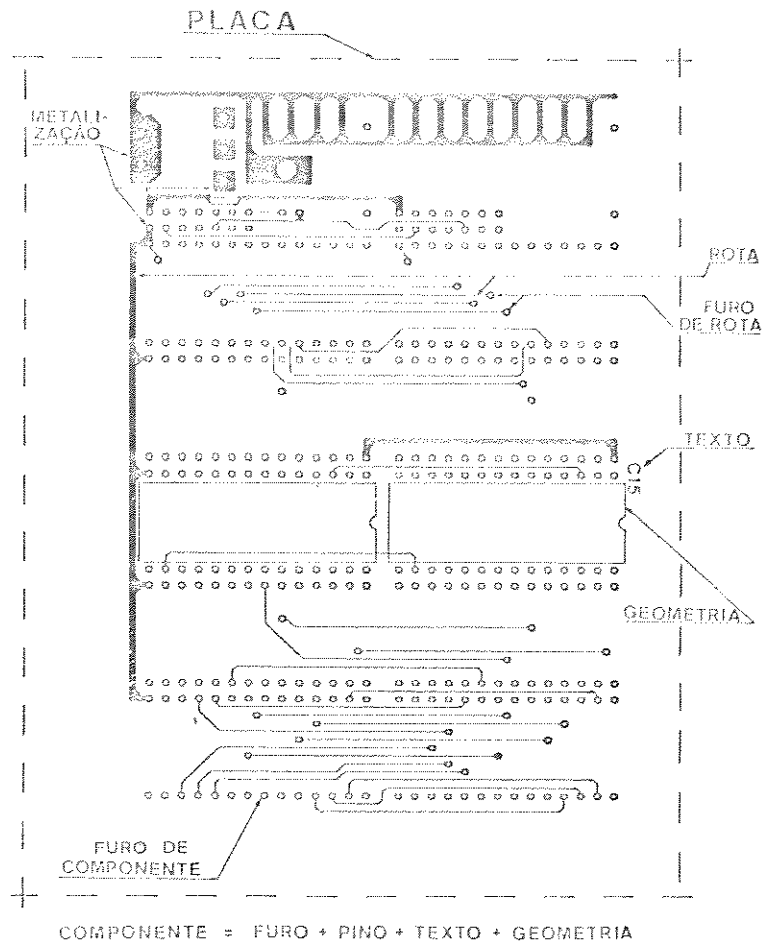 PLACA
METALI-
ZAÇÃO
ROTA
FURO
DE ROTA
TEXTO
C15
GEOMETRIA
FURO DE
COMPONENTE
COMPONENTE = FURO + PINO + TEXTO + GEOMETRIA